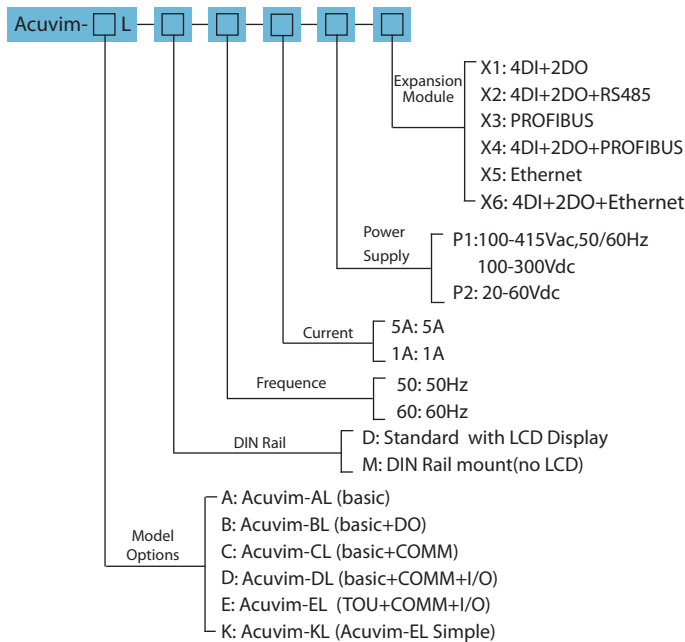 Acuvim- L
Expansion
Module
X1: 4DI+2DO
X2: 4DI+2DO+RS485
X3: PROFIBUS
X4: 4DI+2DO+PROFIBUS
X5: Ethernet
X6: 4DI+2DO+Ethernet
Power
Supply
P1:100-415Vac,50/60Hz
100-300Vdc
P2: 20-60Vdc
Current
5A: 5A
1A: 1A
Frequence
50: 50Hz
60: 60Hz
DIN Rail
D: Standard with LCD Display
M: DIN Rail mount(no LCD)
Model
Options
A: Acuvim-AL (basic)
B: Acuvim-BL (basic+DO)
C: Acuvim-CL (basic+COMM)
D: Acuvim-DL (basic+COMM+I/O)
E: Acuvim-EL (TOU+COMM+I/O)
K: Acuvim-KL (Acuvim-EL Simple)